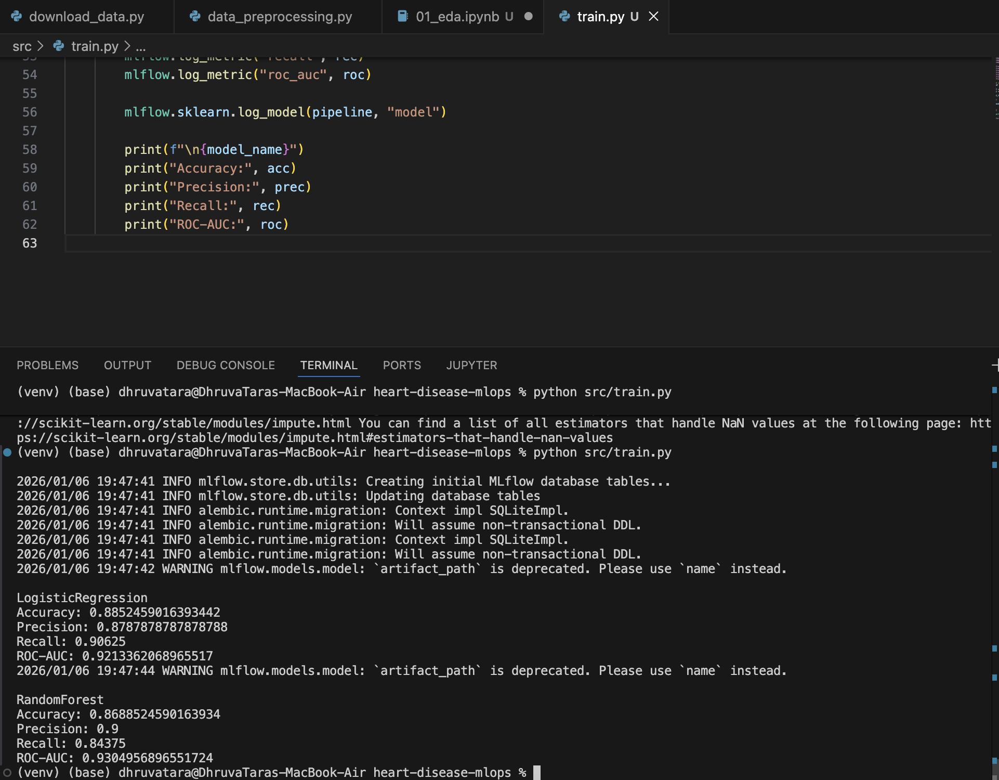 download_data.py
data_preprocessing.py
01_eda.ipynb U
train.py U
src > train.py > ...
53 mlflow.log_metric("recall", rec)
54 mlflow.log_metric("roc_auc", roc)
55
56 mlflow.sklearn.log_model(pipeline, "model")
57
58 print(f"\n{model_name}")
59 print("Accuracy:", acc)
60 print("Precision:", prec)
61 print("Recall:", rec)
62 print("ROC-AUC:", roc)
63
PROBLEMS OUTPUT DEBUG CONSOLE TERMINAL PORTS JUPYTER
(venv) (base) dhruvatara@DhruvaTaras-MacBook-Air heart-disease-mlops % python src/train.py
://scikit-learn.org/stable/modules/impute.html You can find a list of all estimators that handle NaN values at the following page: htt
ps://scikit-learn.org/stable/modules/impute.html#estimators-that-handle-nan-values
(venv) (base) dhruvatara@DhruvaTaras-MacBook-Air heart-disease-mlops % python src/train.py
2026/01/06 19:47:41 INFO mlflow.store.db.utils: Creating initial MLflow database tables...
2026/01/06 19:47:41 INFO mlflow.store.db.utils: Updating database tables
2026/01/06 19:47:41 INFO alembic.runtime.migration: Context impl SQLiteImpl.
2026/01/06 19:47:41 INFO alembic.runtime.migration: Will assume non-transactional DDL.
2026/01/06 19:47:41 INFO alembic.runtime.migration: Context impl SQLiteImpl.
2026/01/06 19:47:41 INFO alembic.runtime.migration: Will assume non-transactional DDL.
2026/01/06 19:47:42 WARNING mlflow.models.model: `artifact_path` is deprecated. Please use `name` instead.
LogisticRegression
Accuracy: 0.8852459016393442
Precision: 0.8787878787878788
Recall: 0.90625
ROC-AUC: 0.9213362068965517
2026/01/06 19:47:44 WARNING mlflow.models.model: `artifact_path` is deprecated. Please use `name` instead.
RandomForest
Accuracy: 0.8688524590163934
Precision: 0.9
Recall: 0.84375
ROC-AUC: 0.9304956896551724
(venv) (base) dhruvatara@DhruvaTaras-MacBook-Air heart-disease-mlops %